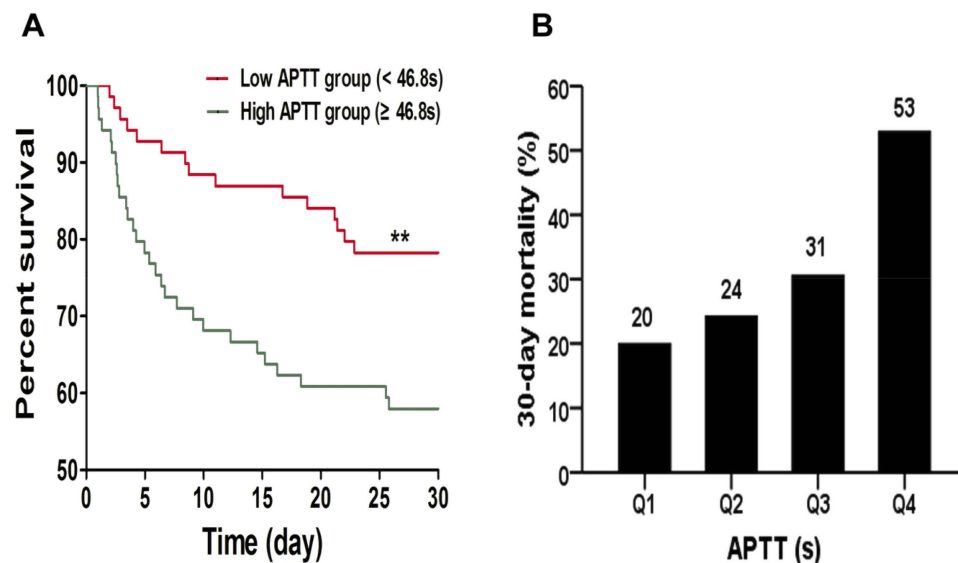 A
Percent survival
100
90
80
70
60
50
0 5 10 15 20 25 30
Time (day)
Low APTT group (< 46.8s)
High APTT group (≥ 46.8s)
**
B
30-day mortality (%)
60
50
40
30
20
10
0
20
24
31
53
Q1 Q2 Q3 Q4
APTT (s)